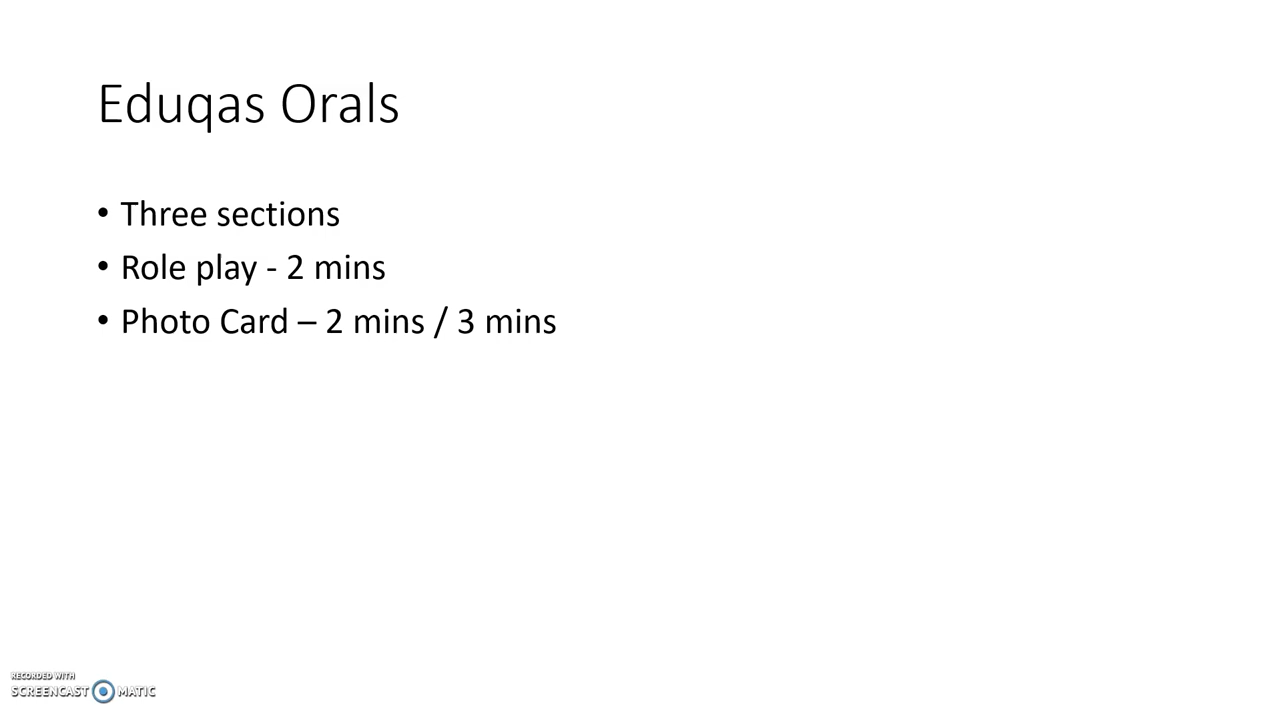 Eduqas Orals
• Three sections
• Role play - 2 mins
• Photo Card – 2 mins / 3 mins
RECORDED WITH
SCREENCAST MATIC